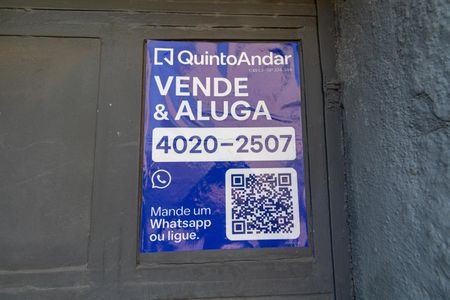 QuintoAndar
VENDE
& ALUGA
4020-2507
Mande um
Whatsapp
ou ligue.